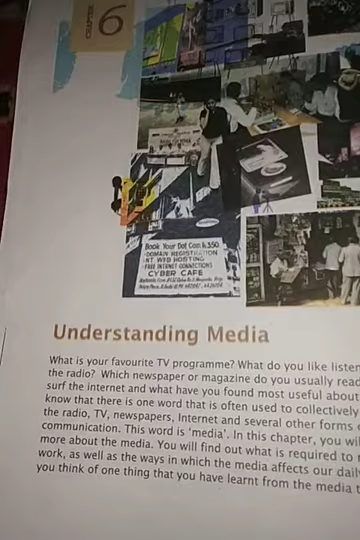 CHAPTER
6
Book Your Dot Com Rs.350
DOMAIN REGISTRATION
NT WEB HOSTING
FREE INTERNET CONNECTIONS
CYBER CAFE
Understanding Media
What is your favourite TV programme? What do you like listen
the radio? Which newspaper or magazine do you usually read
surf the internet and what have you found most useful about
know that there is one word that is often used to collectively
the radio, TV, newspapers, Internet and several other forms
communication. This word is 'media'. In this chapter, you wil
more about the media. You will find out what is required to
work, as well as the ways in which the media affects our dail
you think of one thing that you have learnt from the media t